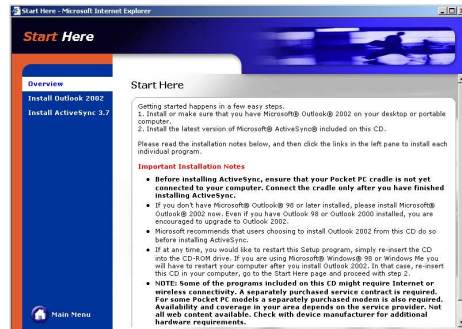 Start Here - Microsoft Internet Explorer
Start Here
Overview
Install Outlook 2002
Install ActiveSync 3.7
Start Here
Getting started happens in a few easy steps.
1. Install or make sure that you have Microsoft® Outlook® 2002 on your desktop or portable
computer.
2. Install the latest version of Microsoft® ActiveSync® included on this CD.
Please read the installation notes below, and then click the links in the left pane to install each
individual program.
Important Installation Notes
• Before installing ActiveSync, ensure that your Pocket PC cradle is not yet
connected to your computer. Connect the cradle only after you have finished
installing ActiveSync.
• If you don't have Microsoft® Outlook® 98 or later installed, please install Microsoft®
Outlook® 2002 now. Even if you have Outlook 98 or Outlook 2000 installed, you are
encouraged to upgrade to Outlook 2002.
• Microsoft recommends that users choosing to install Outlook 2002 from this CD do so
before installing ActiveSync.
• If at any time, you would like to restart this Setup program, simply re-insert the CD
into the CD-ROM drive. If you are using Microsoft® Windows® 98 or Windows Me you
will have to restart your computer after you install Outlook 2002. In that case, re-insert
this CD in your computer, go to the Start Here page and proceed with step 2.
• NOTE: Some of the programs included on this CD might require Internet or
wireless connectivity. A separately purchased service contract is required.
For some Pocket PC models a separately purchased modem is also required.
Availability and coverage in your area depends on the service provider. Not
all web content available. Check with device manufacturer for additional
hardware requirements.
Main Menu